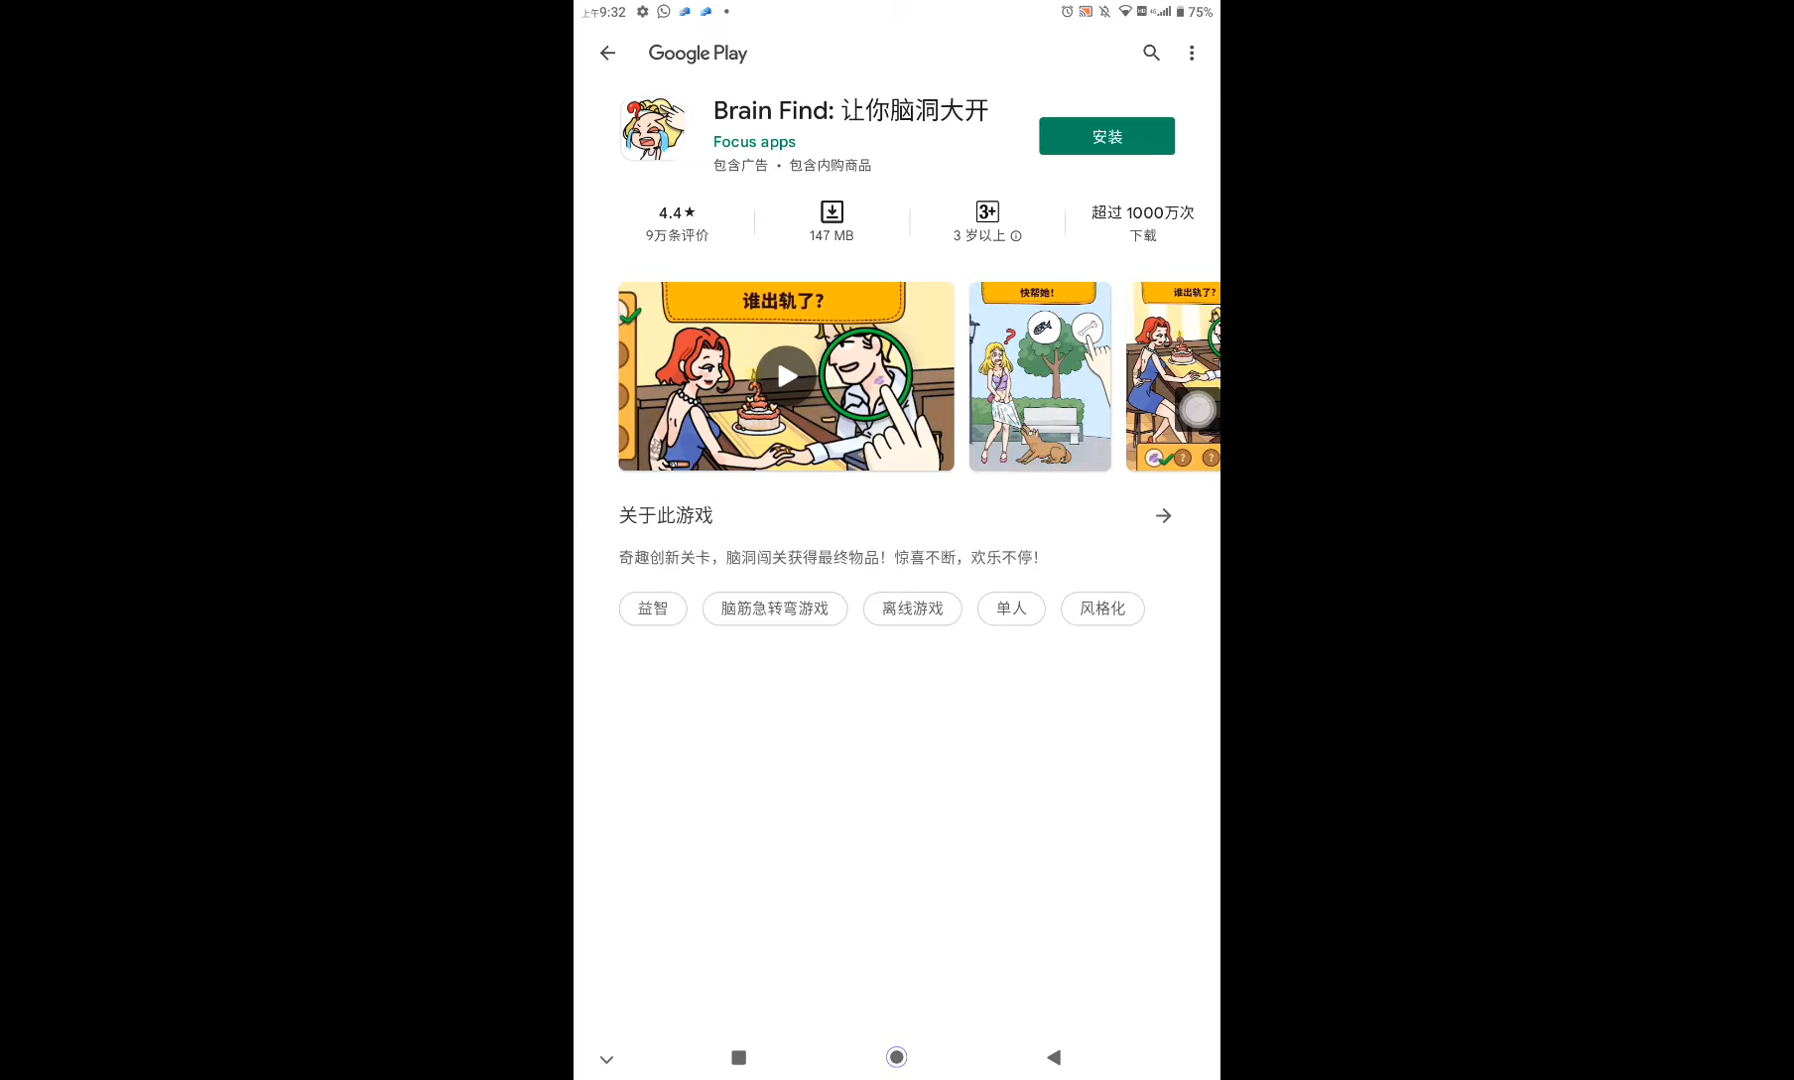 上午9:32
75%
Google Play
Brain Find: 让你脑洞大开
Focus apps
包含广告 • 包含内购商品
安装
4.4★
9万条评价
147 MB
3+
3 岁以上
超过 1000万次
下载
谁出轨了?
快帮她!
谁出轨了?
关于此游戏
奇趣创新关卡，脑洞闯关获得最终物品！惊喜不断，欢乐不停！
益智
脑筋急转弯游戏
离线游戏
单人
风格化